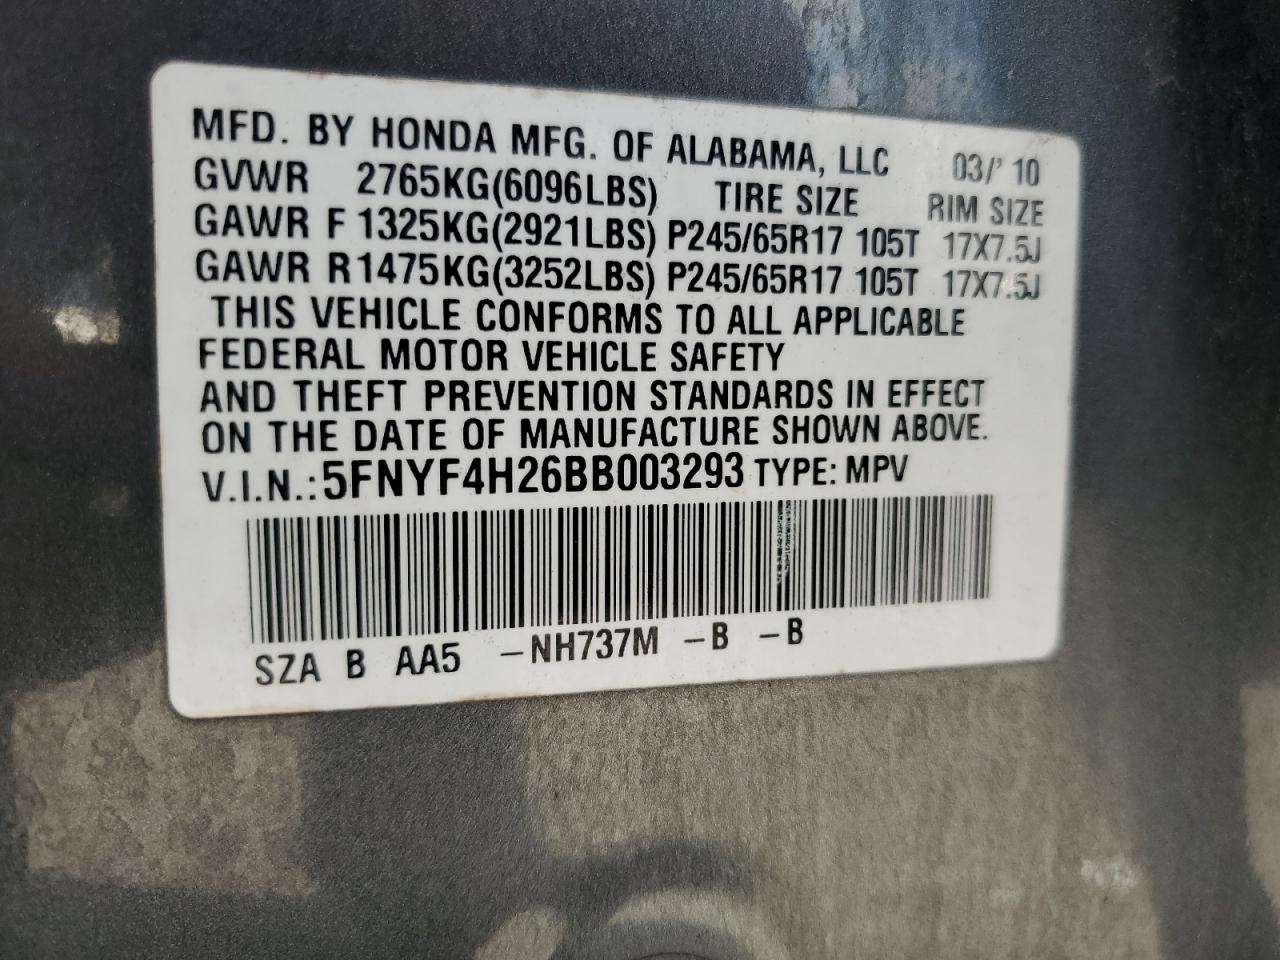 MFD. BY HONDA MFG. OF ALABAMA, LLC 03/' 10
GVWR 2765KG(6096LBS) TIRE SIZE RIM SIZE
GAWR F 1325KG(2921LBS) P245/65R17 105T 17X7.5J
GAWR R1475KG(3252LBS) P245/65R17 105T 17X7.5J
THIS VEHICLE CONFORMS TO ALL APPLICABLE
FEDERAL MOTOR VEHICLE SAFETY
AND THEFT PREVENTION STANDARDS IN EFFECT
ON THE DATE OF MANUFACTURE SHOWN ABOVE.
V.I.N.: 5FNYF4H26BB003293 TYPE: MPV
SZA B AA5 -NH737M -B -B